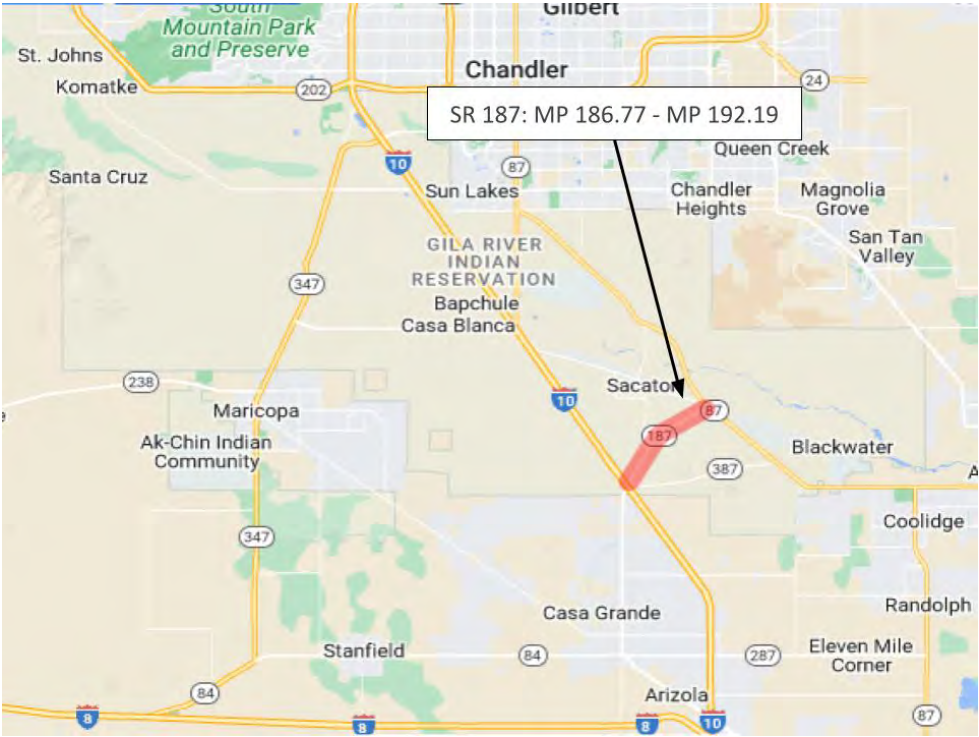 South
Mountain Park
and Preserve
Gilbert
St. Johns
Komatke
202
Chandler
24
SR 187: MP 186.77 - MP 192.19
Queen Creek
10
87
Santa Cruz
Sun Lakes
Chandler
Heights
Magnolia
Grove
San Tan
Valley
GILA RIVER
INDIAN
RESERVATION
347
Bapchule
Casa Blanca
238
Sacaton
10
Maricopa
87
187
Ak-Chin Indian
Community
Blackwater
387
A
347
Coolidge
Casa Grande
Randolph
Stanfield
84
287
Eleven Mile
Corner
84
Arizola
8
8
8
10
87